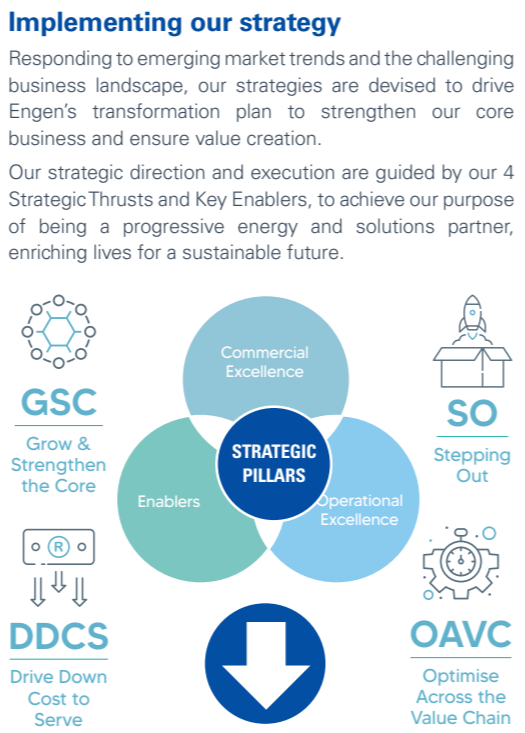 Implementing our strategy
Responding to emerging market trends and the challenging
business landscape, our strategies are devised to drive
Engen’s transformation plan to strengthen our core
business and ensure value creation.
Our strategic direction and execution are guided by our 4
Strategic Thrusts and Key Enablers, to achieve our purpose
of being a progressive energy and solutions partner,
enriching lives for a sustainable future.
GSC
Grow &
Strengthen
the Core
Commercial
Excellence
SO
Stepping
Out
STRATEGIC
PILLARS
Enablers
Operational
Excellence
R
DDCS
Drive Down
Cost to
Serve
OAVC
Optimise
Across the
Value Chain